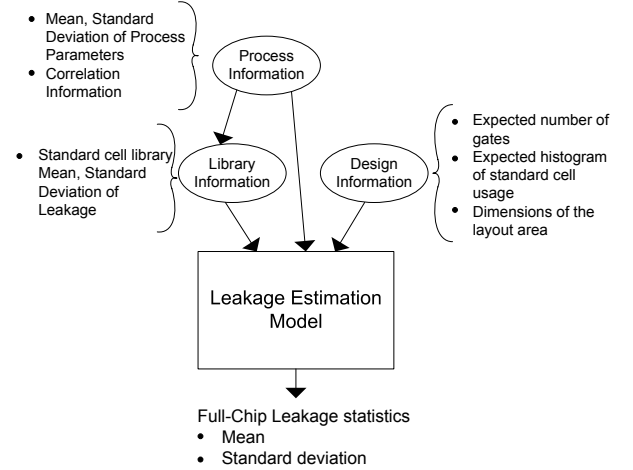 • Mean, Standard
Deviation of Process
Parameters
• Correlation
Information
Process
Information
• Standard cell library
Mean, Standard
Deviation of
Leakage
Library
Information
Design
Information
• Expected number of
gates
• Expected histogram
of standard cell
usage
• Dimensions of the
layout area
Leakage Estimation
Model
Full-Chip Leakage statistics
• Mean
• Standard deviation